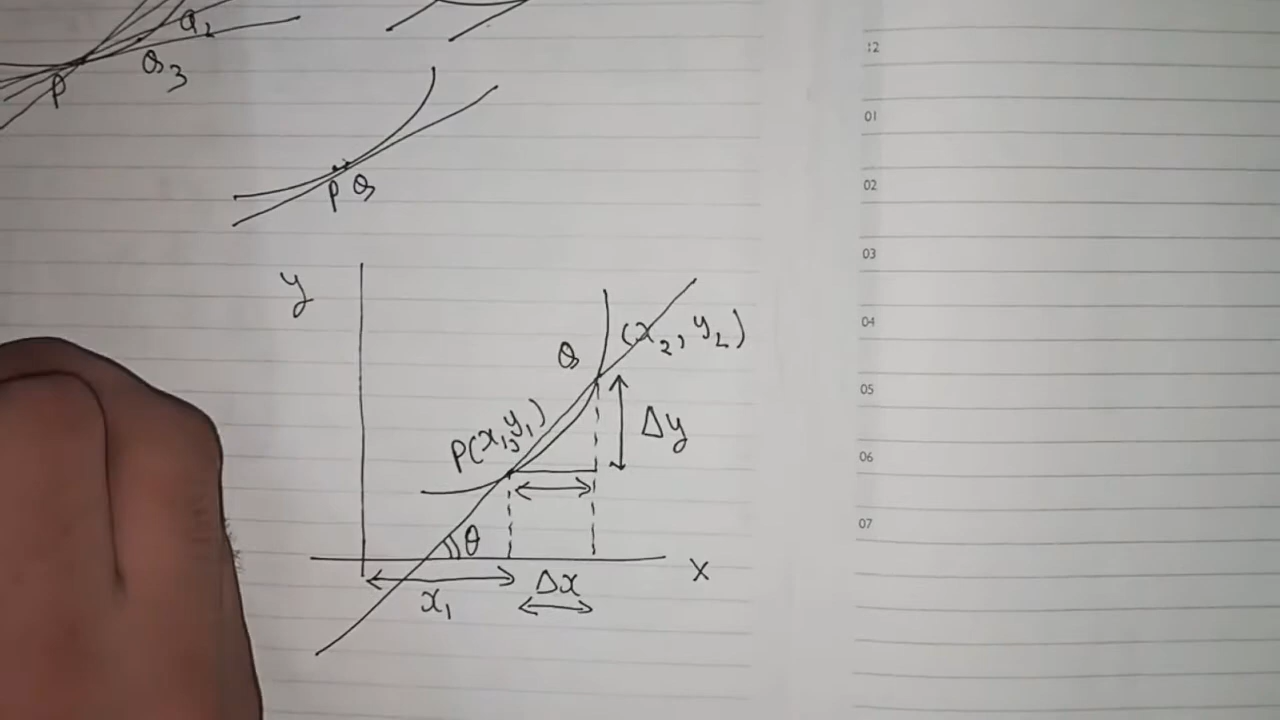 Q2
Q3
P
P Q
y
(x2, y2)
Q
P(x1, y1)
Δy
θ
x
x1
Δx
12
01
02
03
04
05
06
07